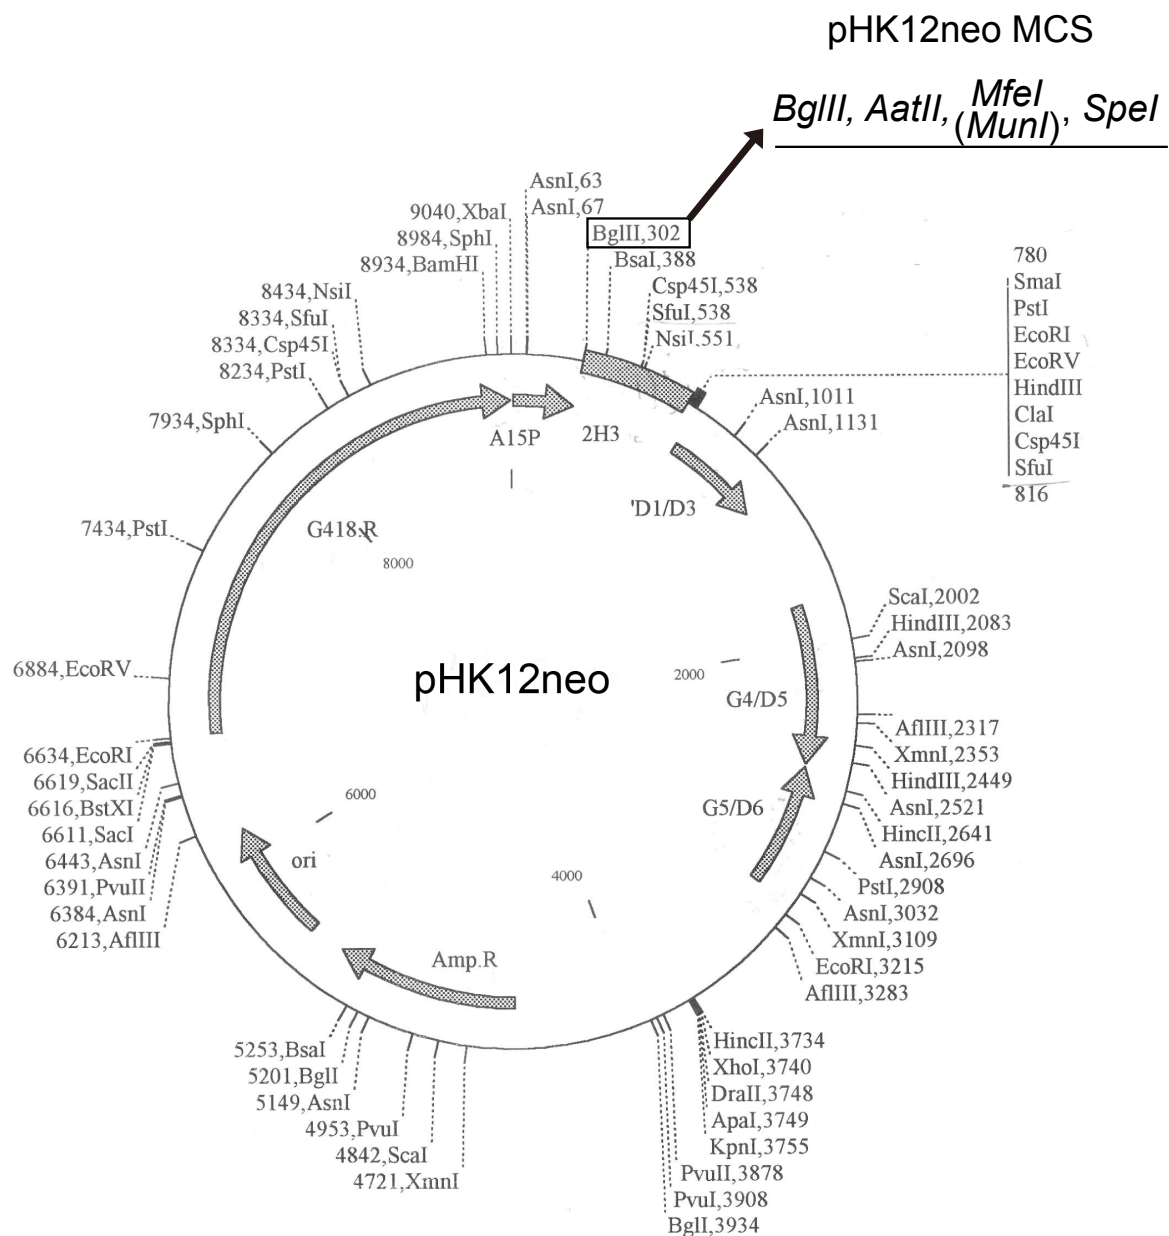 pHK12neo MCS
BglII, AatII, MfeI (MunI), SpeI
AsnI,63
AsnI,67
BglII,302
BsaI,388
Csp45I,538
SfuI,538
NsiI,551
780
SmaI
PstI
EcoRI
EcoRV
HindIII
ClaI
Csp45I
SfuI
816
9040,XbaI
8984,SphI
8934,BamHI
8434,NsiI
8334,SfuI
8334,Csp45I
8234,PstI
7934,SphI
7434,PstI
6884,EcoRV
6634,EcoRI
6619,SacII
6616,BstXI
6611,SacI
6443,AsnI
6391,PvuII
6384,AsnI
6213,AflIII
AsnI,1011
AsnI,1131
A15P
2H3
'D1/D3
G418.R
8000
pHK12neo
2000
G4/D5
G5/D6
6000
ori
4000
Amp.R
ScaI,2002
HindIII,2083
AsnI,2098
AflIII,2317
XmnI,2353
HindIII,2449
AsnI,2521
HincII,2641
AsnI,2696
PstI,2908
AsnI,3032
XmnI,3109
EcoRI,3215
AflIII,3283
HincII,3734
XhoI,3740
DraII,3748
ApaI,3749
KpnI,3755
PvuII,3878
PvuI,3908
BglI,3934
5253,BsaI
5201,BglI
5149,AsnI
4953,PvuI
4842,ScaI
4721,XmnI